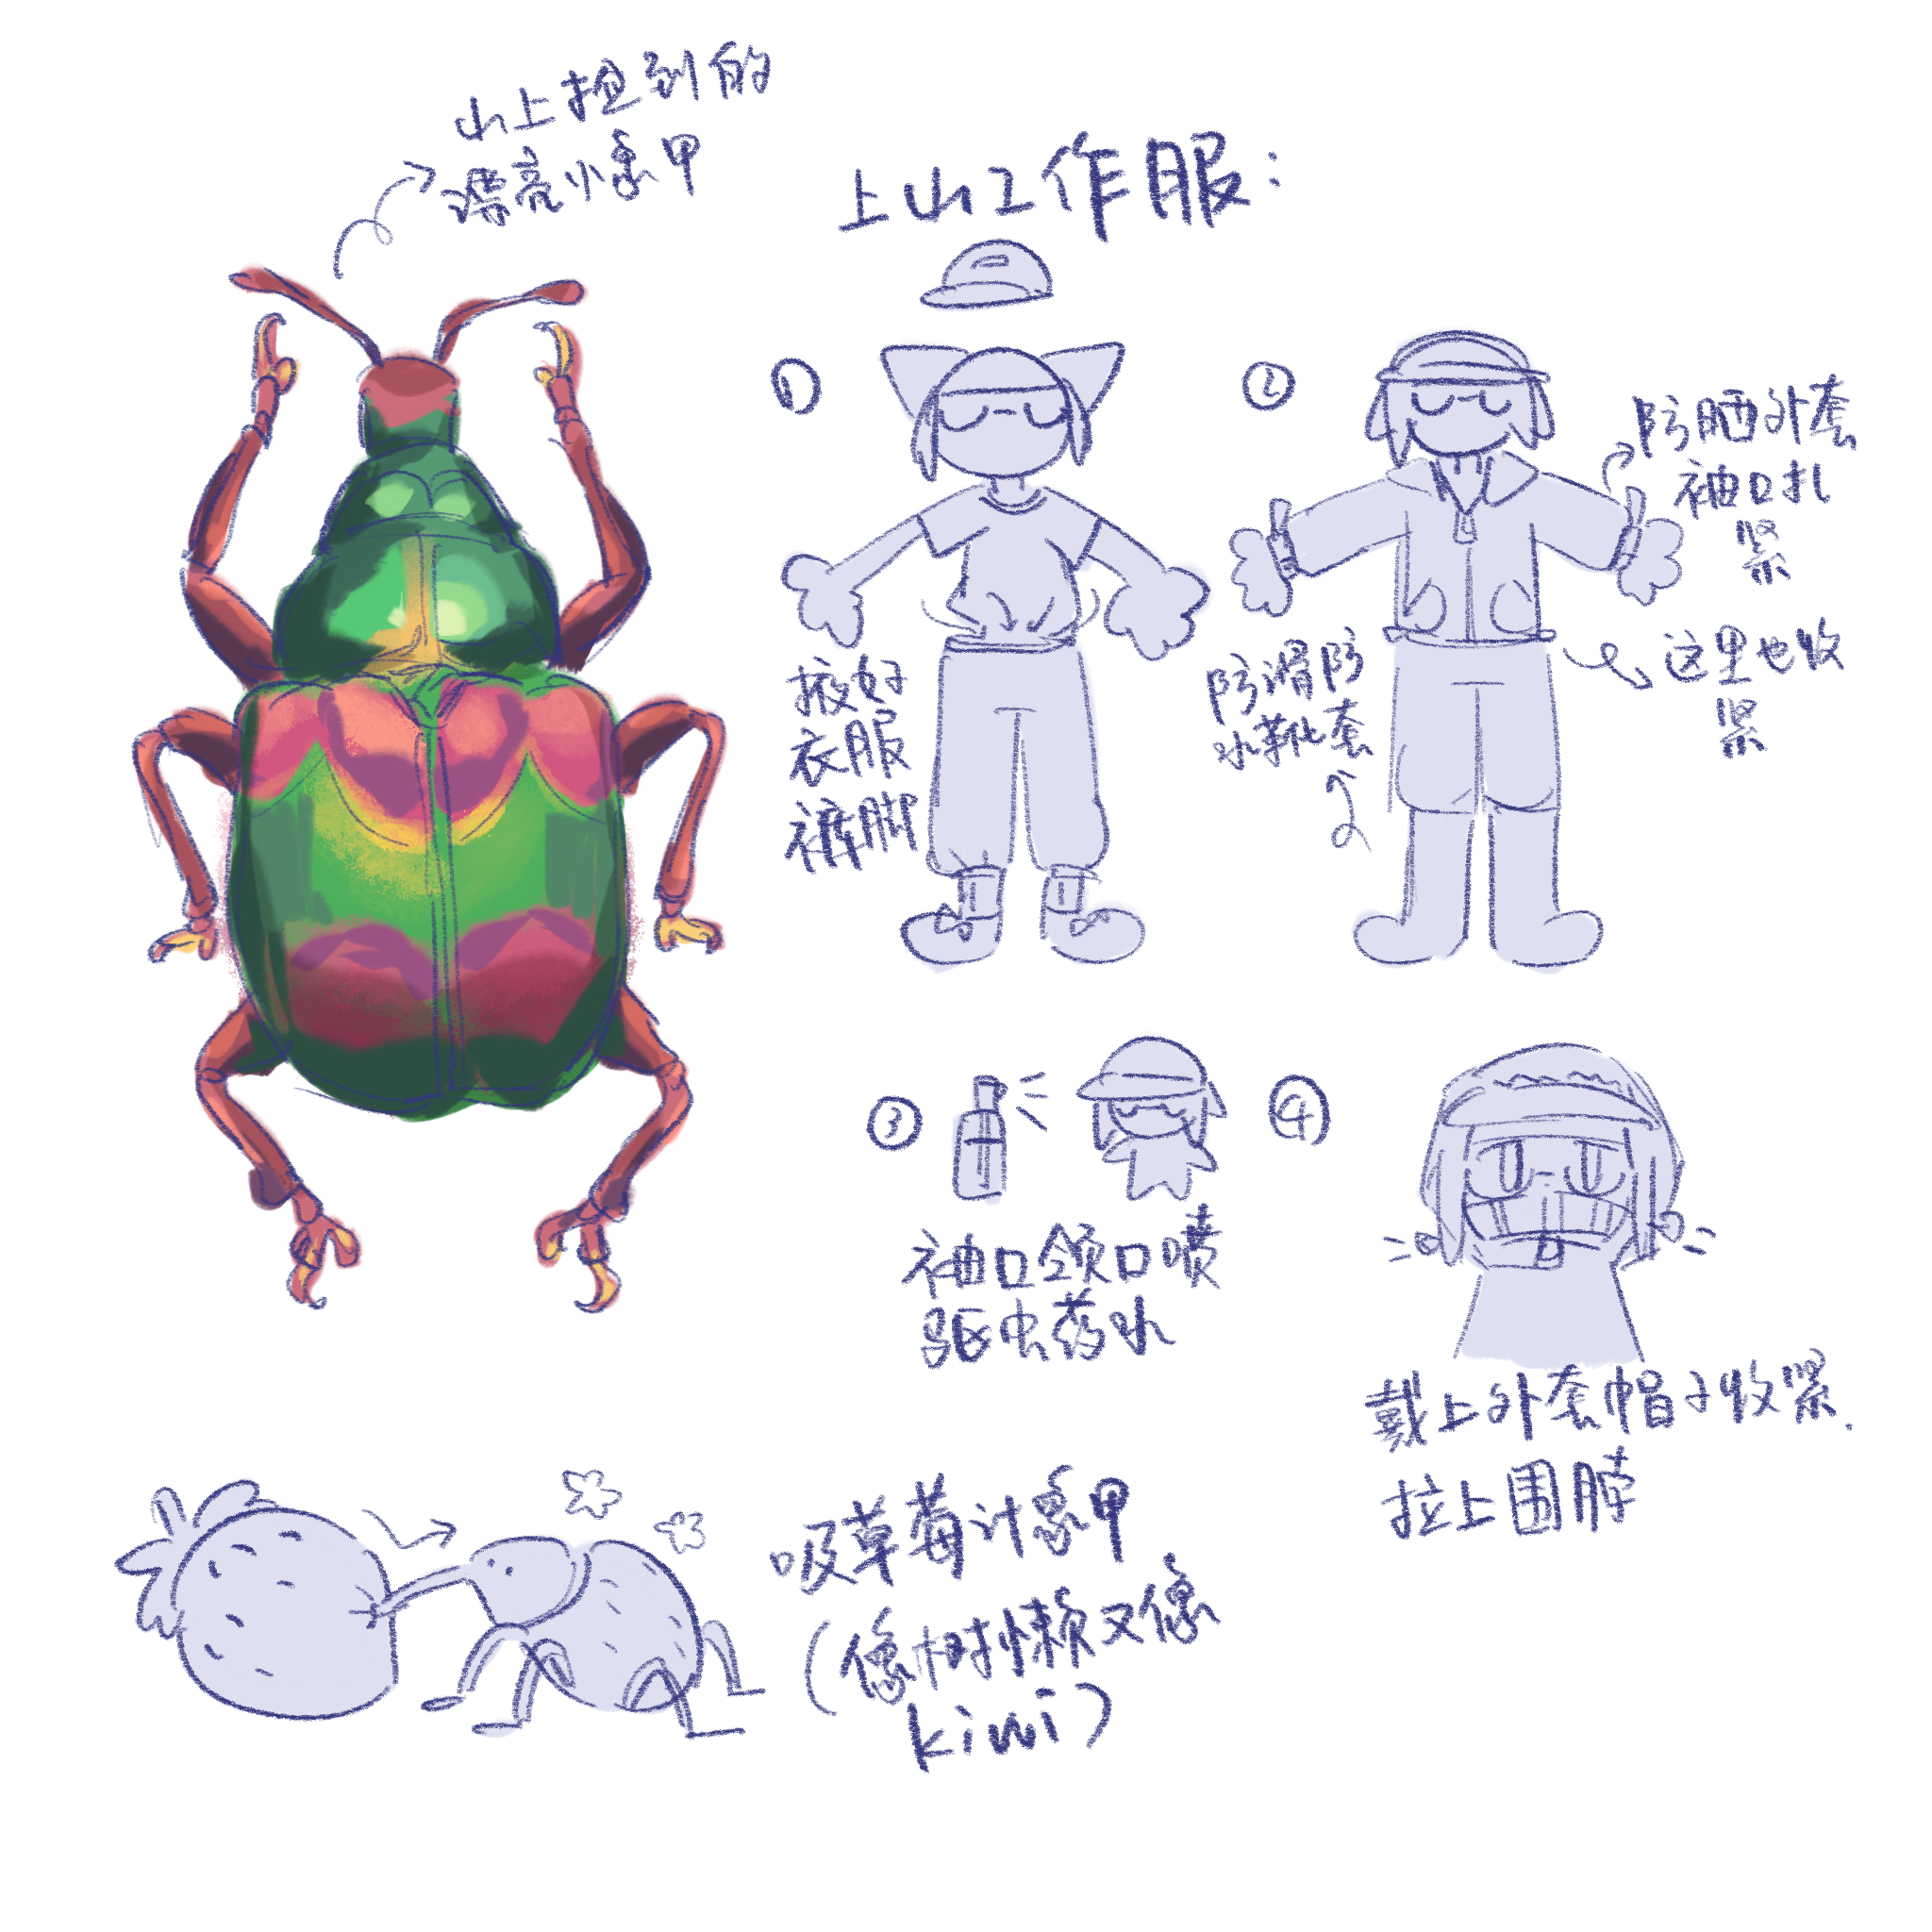 山上捡到的
漂亮小象甲
上山工作服:
①
掖好
衣服
裤脚
②
防晒外套
袖口扎
紧
这里也收
紧
防滑防
水靴套
③
袖口领口喷
驱虫药水
④
戴上外套帽子收紧.
拉上围脖
吸草莓汁象甲
(像树懒又像
kiwi)